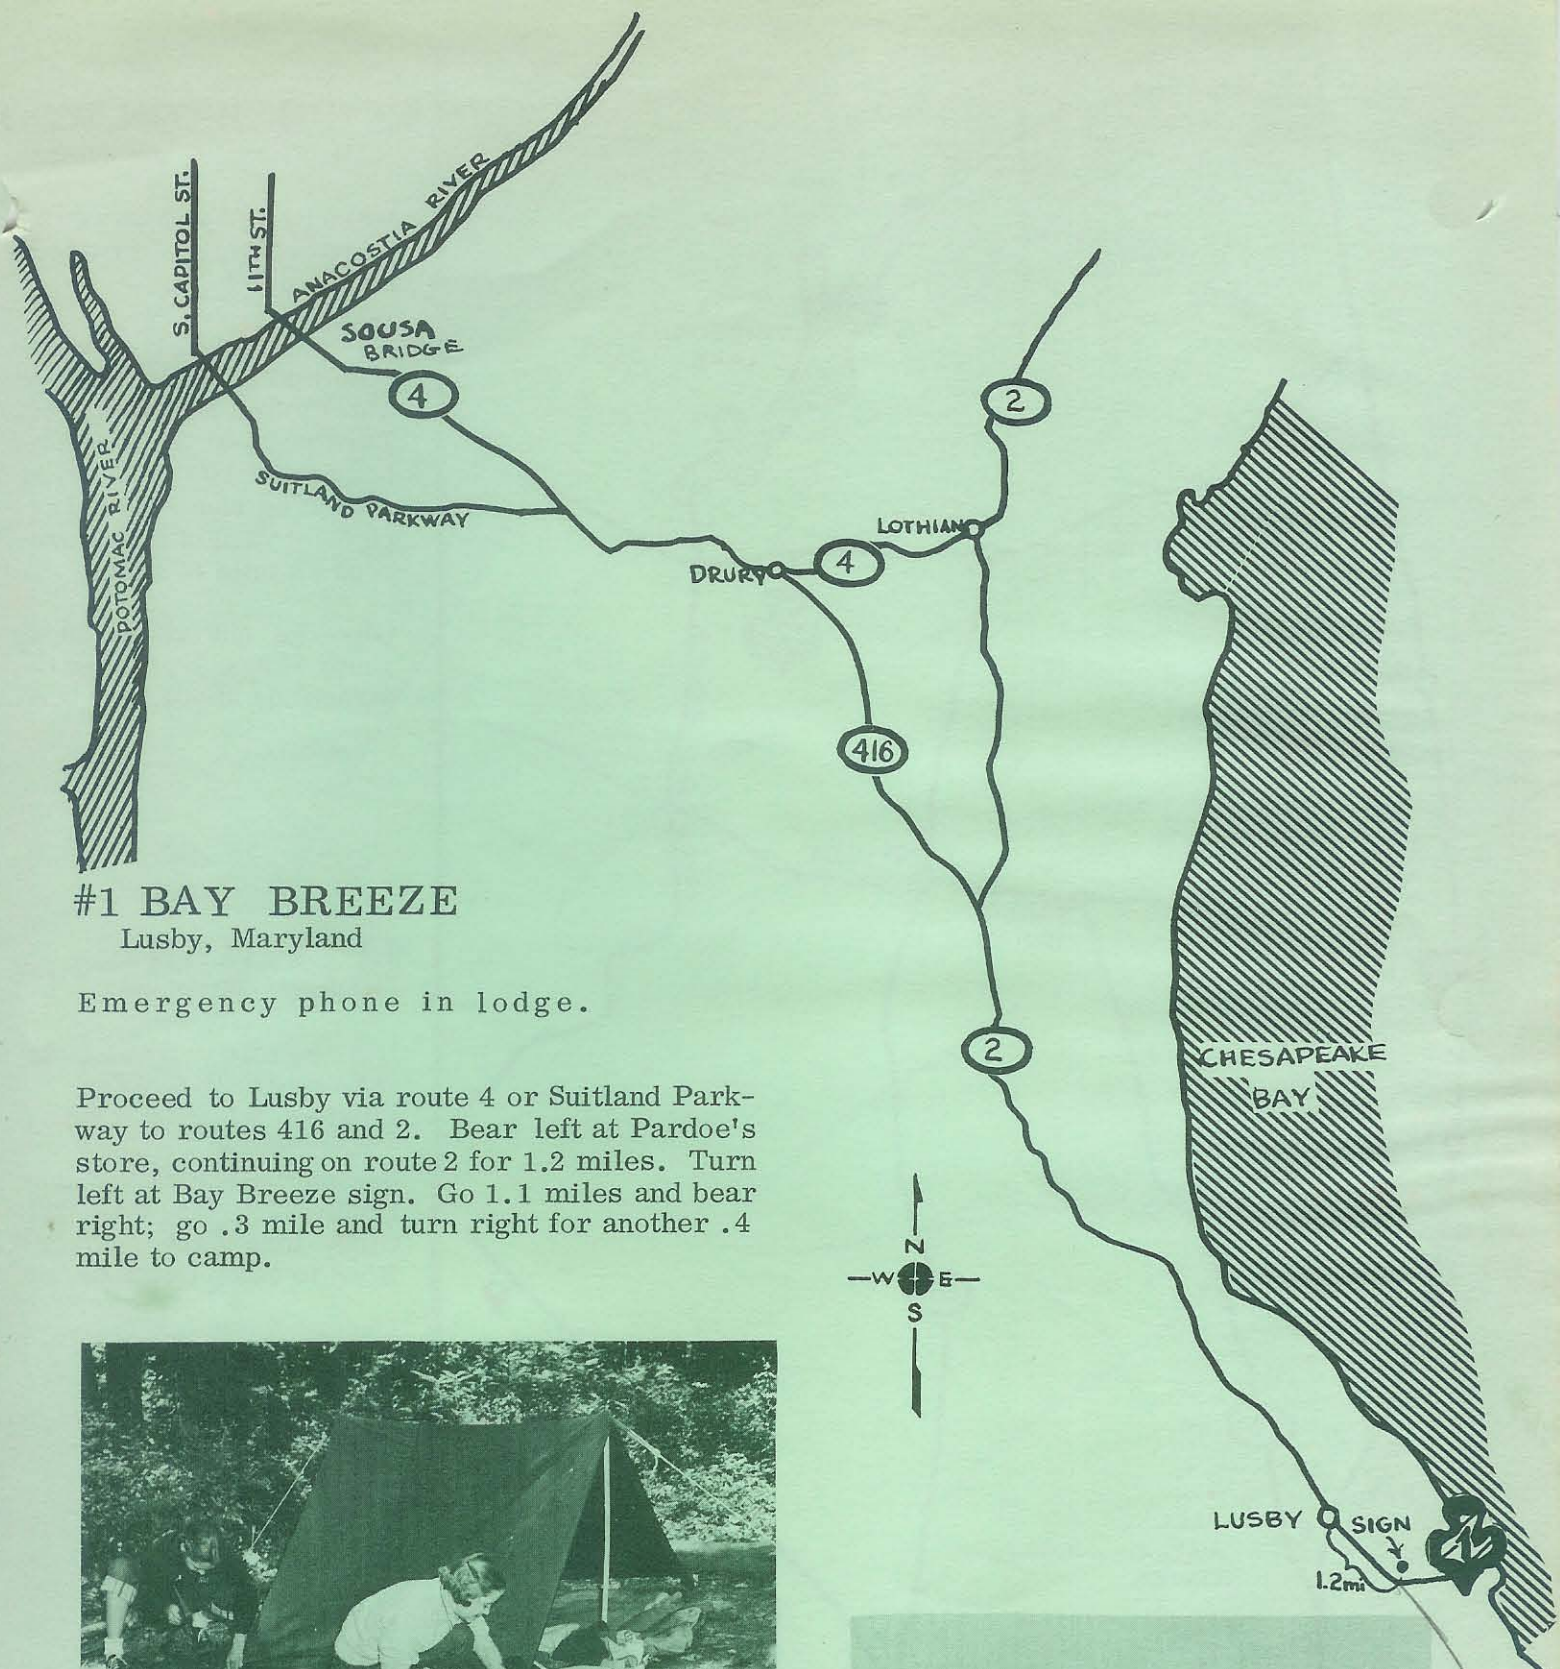 S. CAPITOL ST.
11TH ST.
ANACOSTIA RIVER
SOUSA
BRIDGE
4
2
SUITLAND PARKWAY
POTOMAC RIVER
LOTHIAN
DRURY
4
416
#1 BAY BREEZE
Lusby, Maryland
Emergency phone in lodge.
2
CHESAPEAKE
BAY
Proceed to Lusby via route 4 or Suitland Park-
way to routes 416 and 2. Bear left at Pardoe's
store, continuing on route 2 for 1.2 miles. Turn
left at Bay Breeze sign. Go 1.1 miles and bear
right; go .3 mile and turn right for another .4
mile to camp.
N
W E
S
LUSBY
SIGN
1
1.2mi